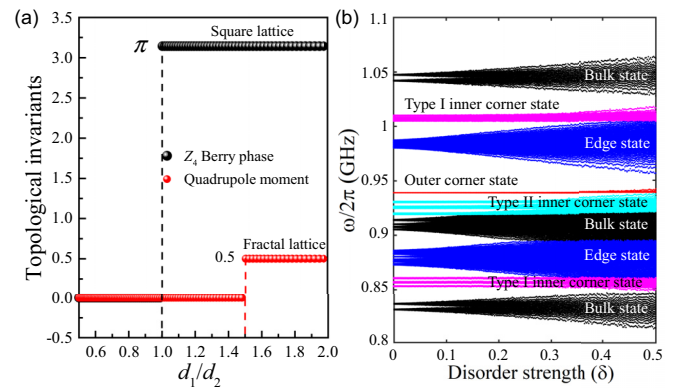 (a)
Topological invariants
3.5
3.0
2.5
2.0
1.5
1.0
0.5
0.0
-0.5
π
Square lattice
Z4 Berry phase
Quadrupole moment
0.5
Fractal lattice
0.6
0.8
1.0
1.2
1.4
1.6
1.8
2.0
d1/d2
(b)
ω/2π (GHz)
1.1
1.05
1
0.95
0.9
0.85
0.8
Bulk state
Type I inner corner state
Edge state
Outer corner state
Type II inner corner state
Bulk state
Edge state
Type I inner corner state
Bulk state
0
0.1
0.2
0.3
0.4
0.5
Disorder strength (δ)